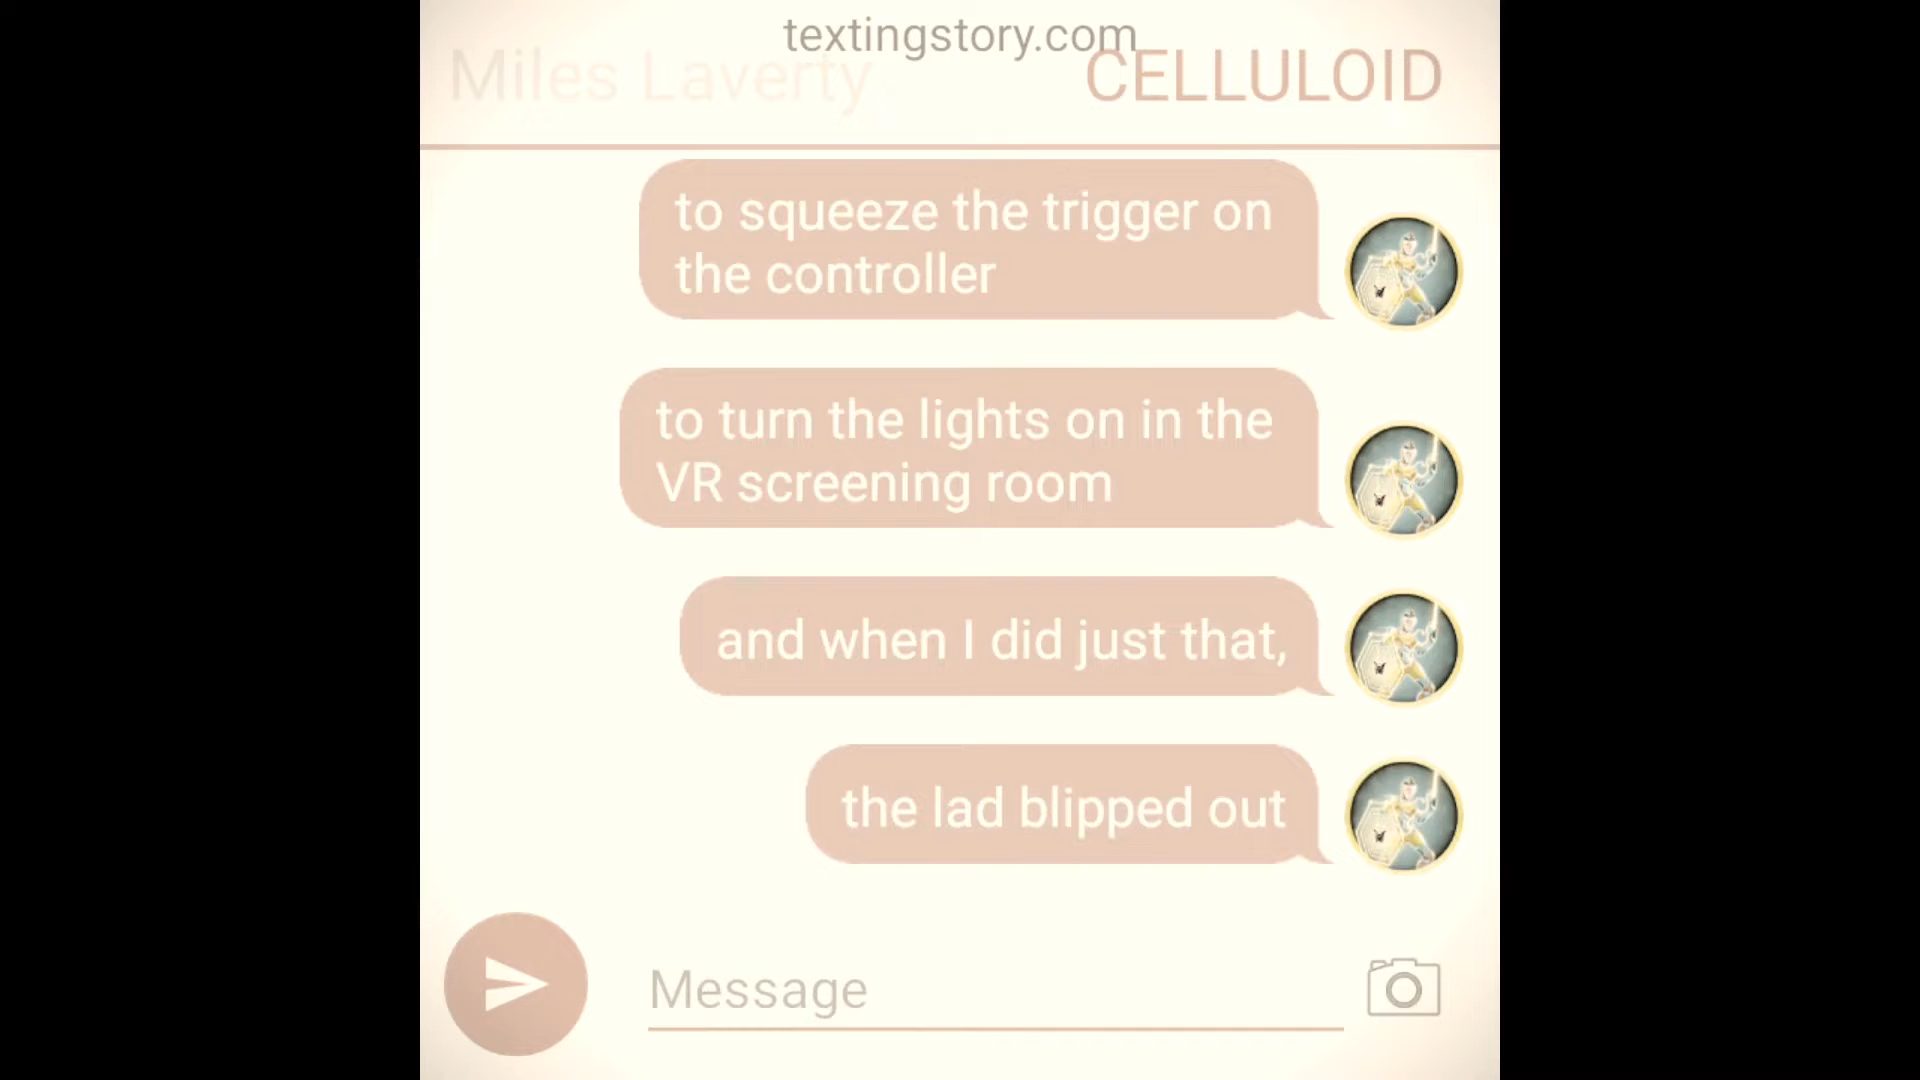 textingstory.com
Miles Laverty CELLULOID
to squeeze the trigger on
the controller
to turn the lights on in the
VR screening room
and when I did just that,
the lad blipped out
Message